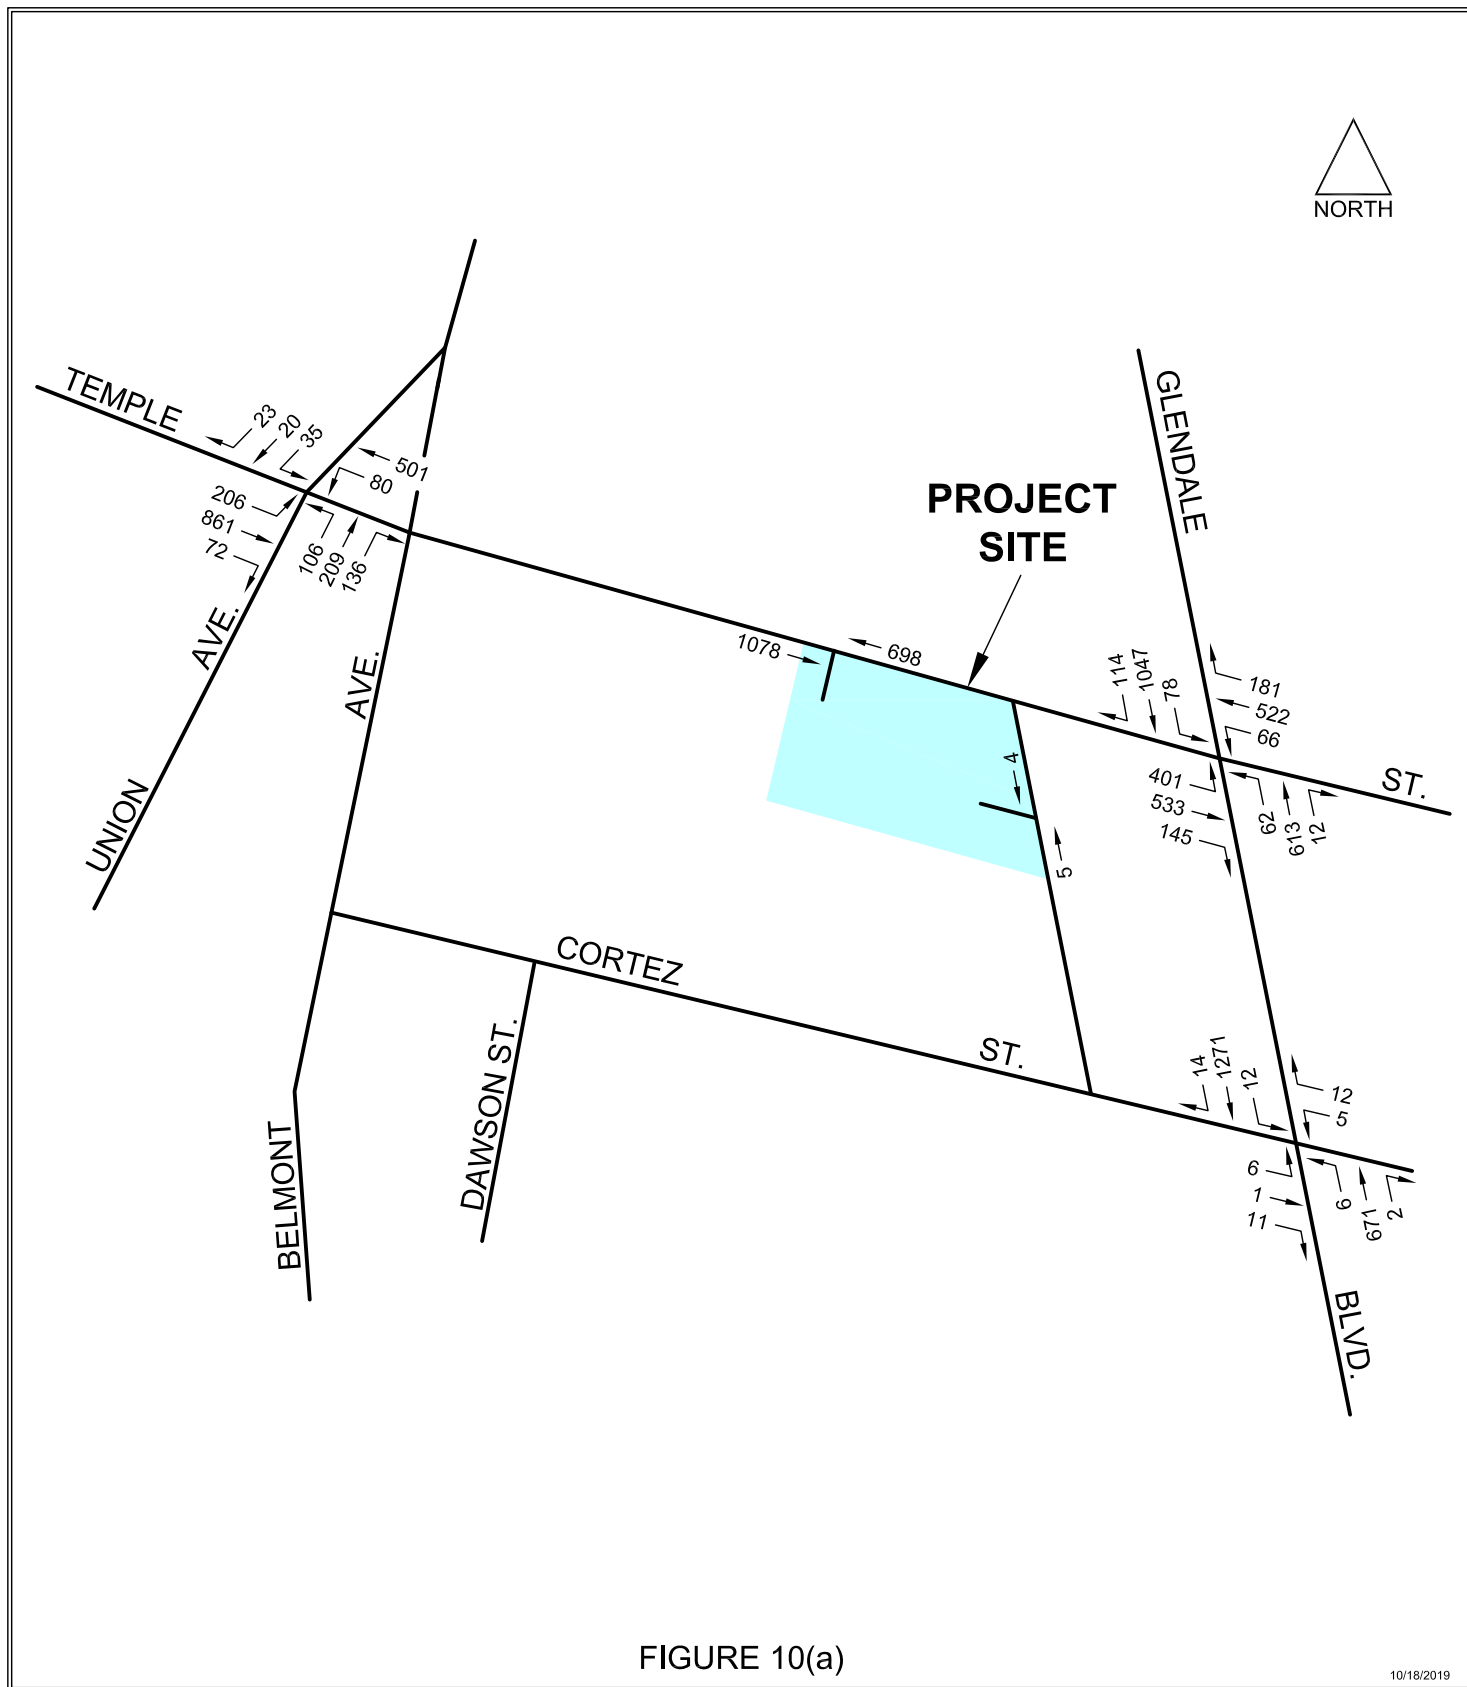 NORTH
TEMPLE
23
20
35
501
80
206
861
72
106
209
136
GLENDALE
PROJECT
SITE
AVE.
AVE.
1078
698
114
1047
78
181
522
66
ST.
4
401
533
145
62
613
12
UNION
5
CORTEZ
ST.
DAWSON ST.
14
1271
12
12
5
BELMONT
6
1
11
6
671
2
BLVD.
FIGURE 10(a)
10/18/2019